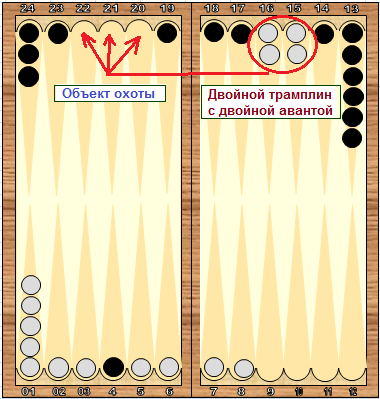 24 23 22 21 20 19 18 17 16 15 14 13
Объект охоты
Двойной трамплин
с двойной авантой
01 02 03 4 5 6 7 8 9 10 11 12